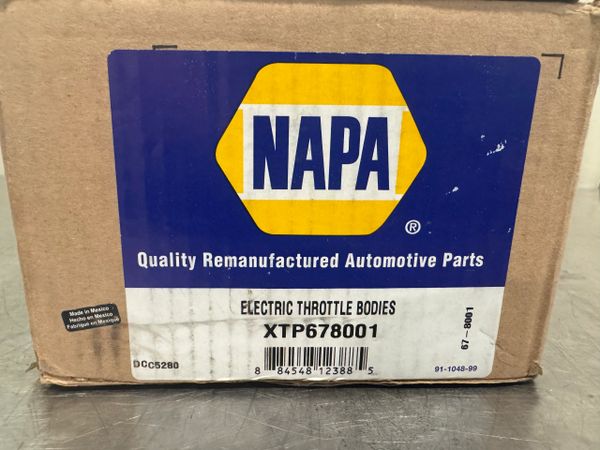 NAPA
®
Quality Remanufactured Automotive Parts
ELECTRIC THROTTLE BODIES
XTP678001
Made in Mexico
Hecho en Mexico
Fabriqué en Mexique
DCC5280
8 84548 12388 5
67-8001
91-1048-99